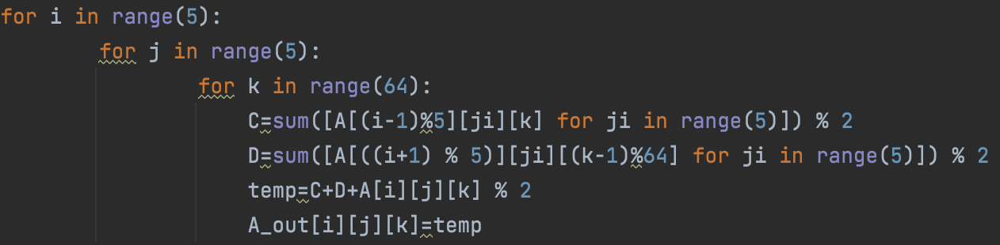 for i in range(5):
        for j in range(5):
                for k in range(64):
                    C=sum([A[(i-1)%5][ji][k] for ji in range(5)]) % 2
                    D=sum([A[((i+1) % 5)][ji][(k-1)%64] for ji in range(5)]) % 2
                    temp=C+D+A[i][j][k] % 2
                    A_out[i][j][k]=temp